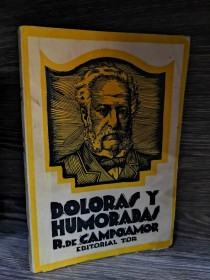 DOLORAS Y
HUMORADAS
R. DE CAMPOAMOR
EDITORIAL TOR